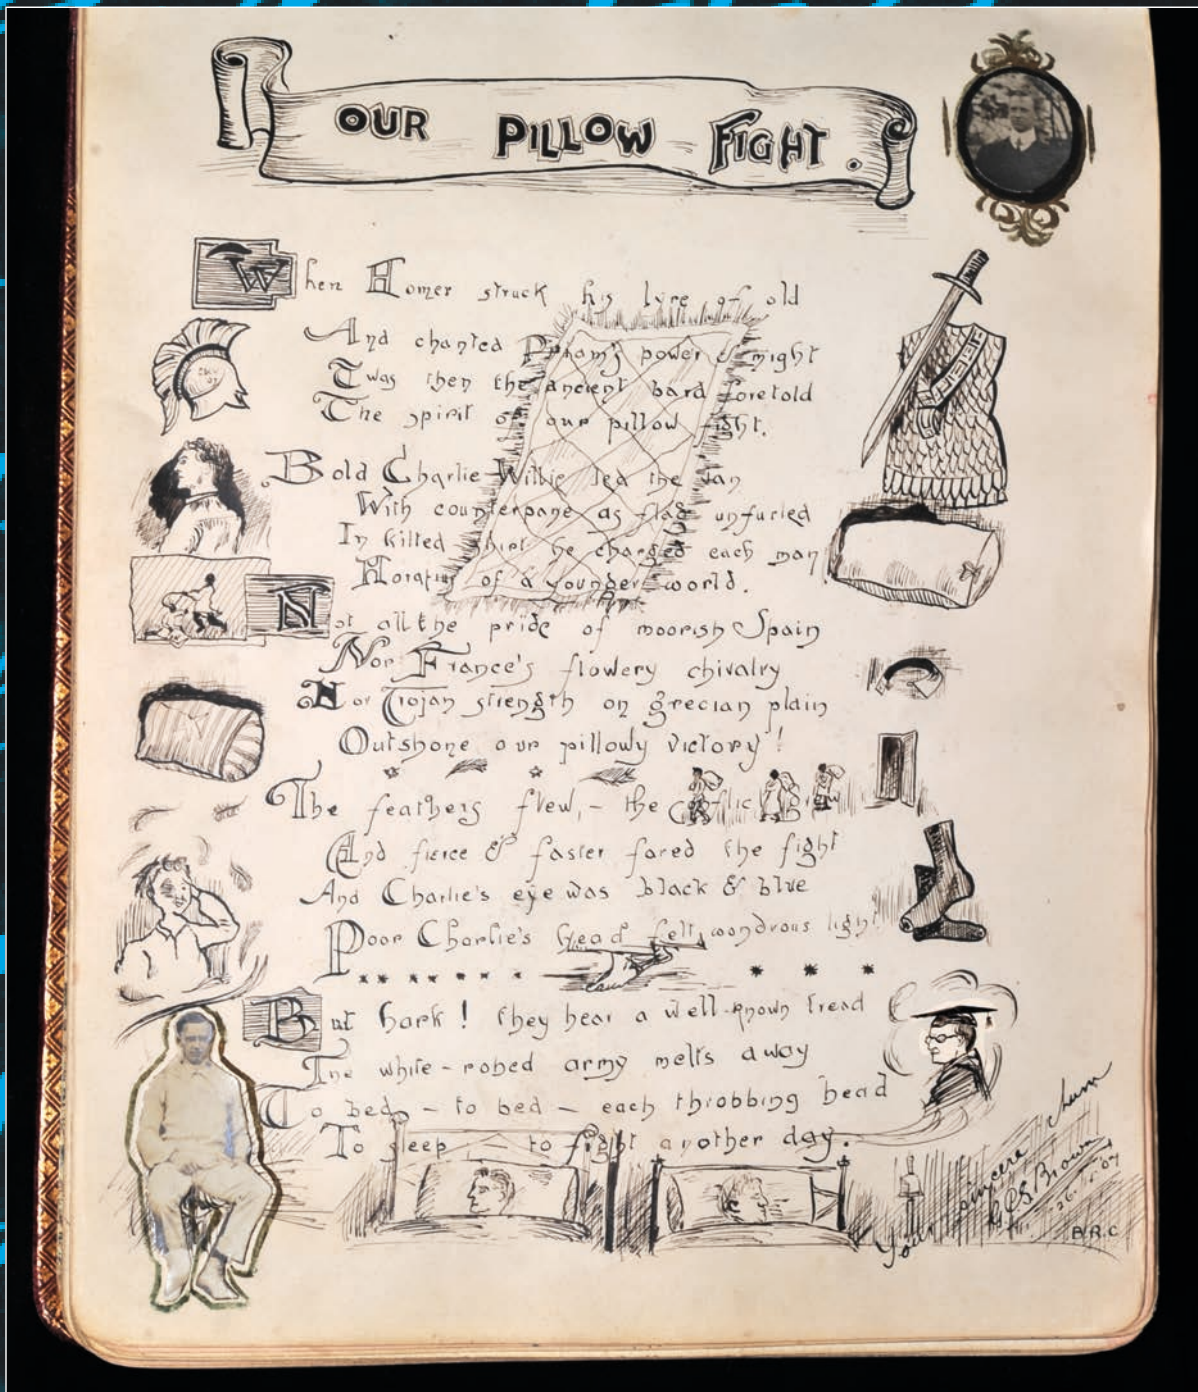 OUR PILLOW FIGHT.
When Homer struck his lyre of old
And chanted Priam's power & might
Twas then the ancient bard foretold
The spirit of our pillow fight.
Bold Charlie Willie led the van
With counterpane as flag unfurled
In kilted shirt he charged each man
Horatius of a younger world.
Not all the pride of moorish Spain
Nor France's flowery chivalry
Nor Trojan strength on grecian plain
Outshone our pillowy victory!
The feathers flew, – the conflict grew
And fierce & faster fared the fight
And Charlie's eye was black & blue
Poor Charlie's head felt wondrous light
But hark! they hear a well-known tread
The white-robed army melts away
To bed – to bed – each throbbing head
To sleep – to fight another day.
Your sincere chum
Brown
B.R.C